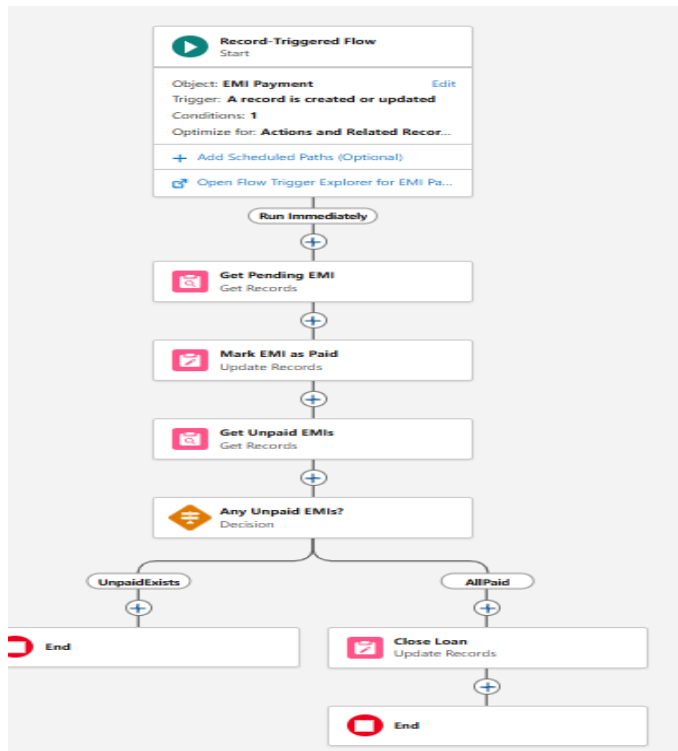 Record-Triggered Flow
Start
Object: EMI Payment Edit
Trigger: A record is created or updated
Conditions: 1
Optimize for: Actions and Related Recor...
+ Add Scheduled Paths (Optional)
Open Flow Trigger Explorer for EMI Pa...
Run Immediately
Get Pending EMI
Get Records
Mark EMI as Paid
Update Records
Get Unpaid EMIs
Get Records
Any Unpaid EMIs?
Decision
UnpaidExists
AllPaid
End
Close Loan
Update Records
End